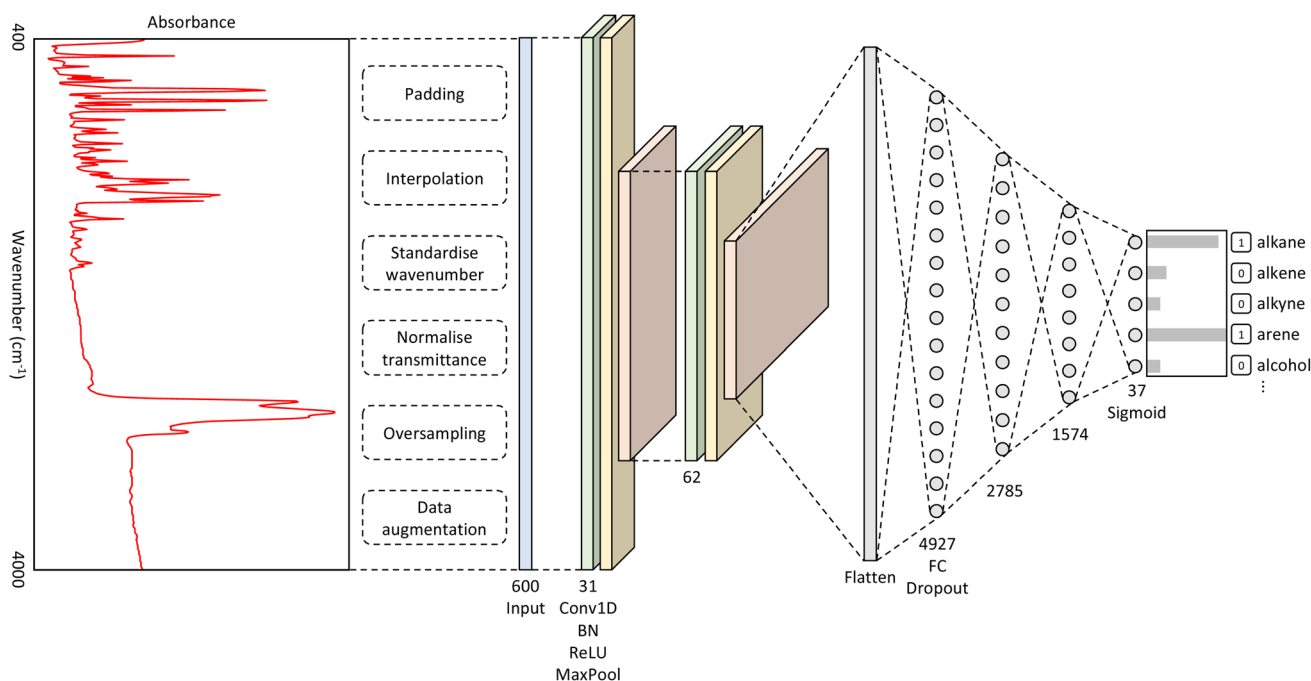 Absorbance
400
Wavenumber (cm⁻¹)
4000
Padding
Interpolation
Standardise
wavenumber
Normalise
transmittance
Oversampling
Data
augmentation
600
Input
31
Conv1D
BN
ReLU
MaxPool
62
Flatten
4927
FC
Dropout
2785
1574
37
Sigmoid
1 alkane
0 alkene
0 alkyne
1 arene
0 alcohol
⋮